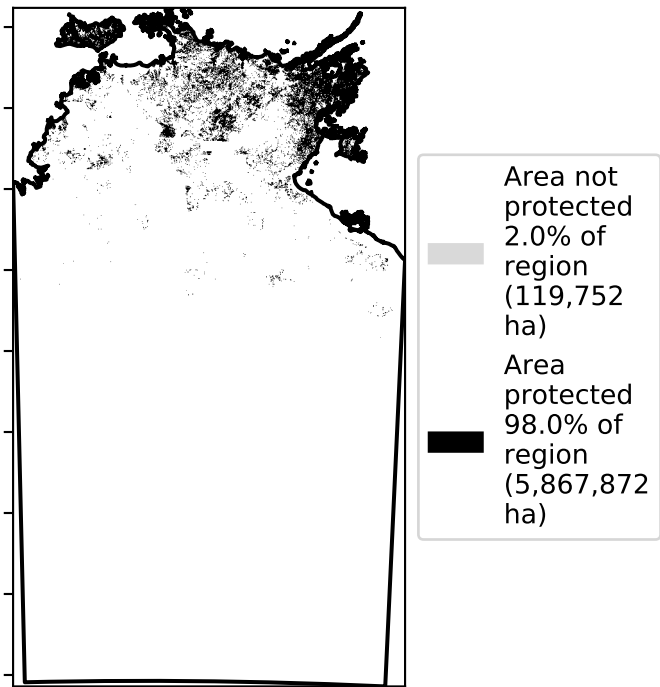 Area not
protected
2.0% of
region
(119,752
ha)
Area
protected
98.0% of
region
(5,867,872
ha)